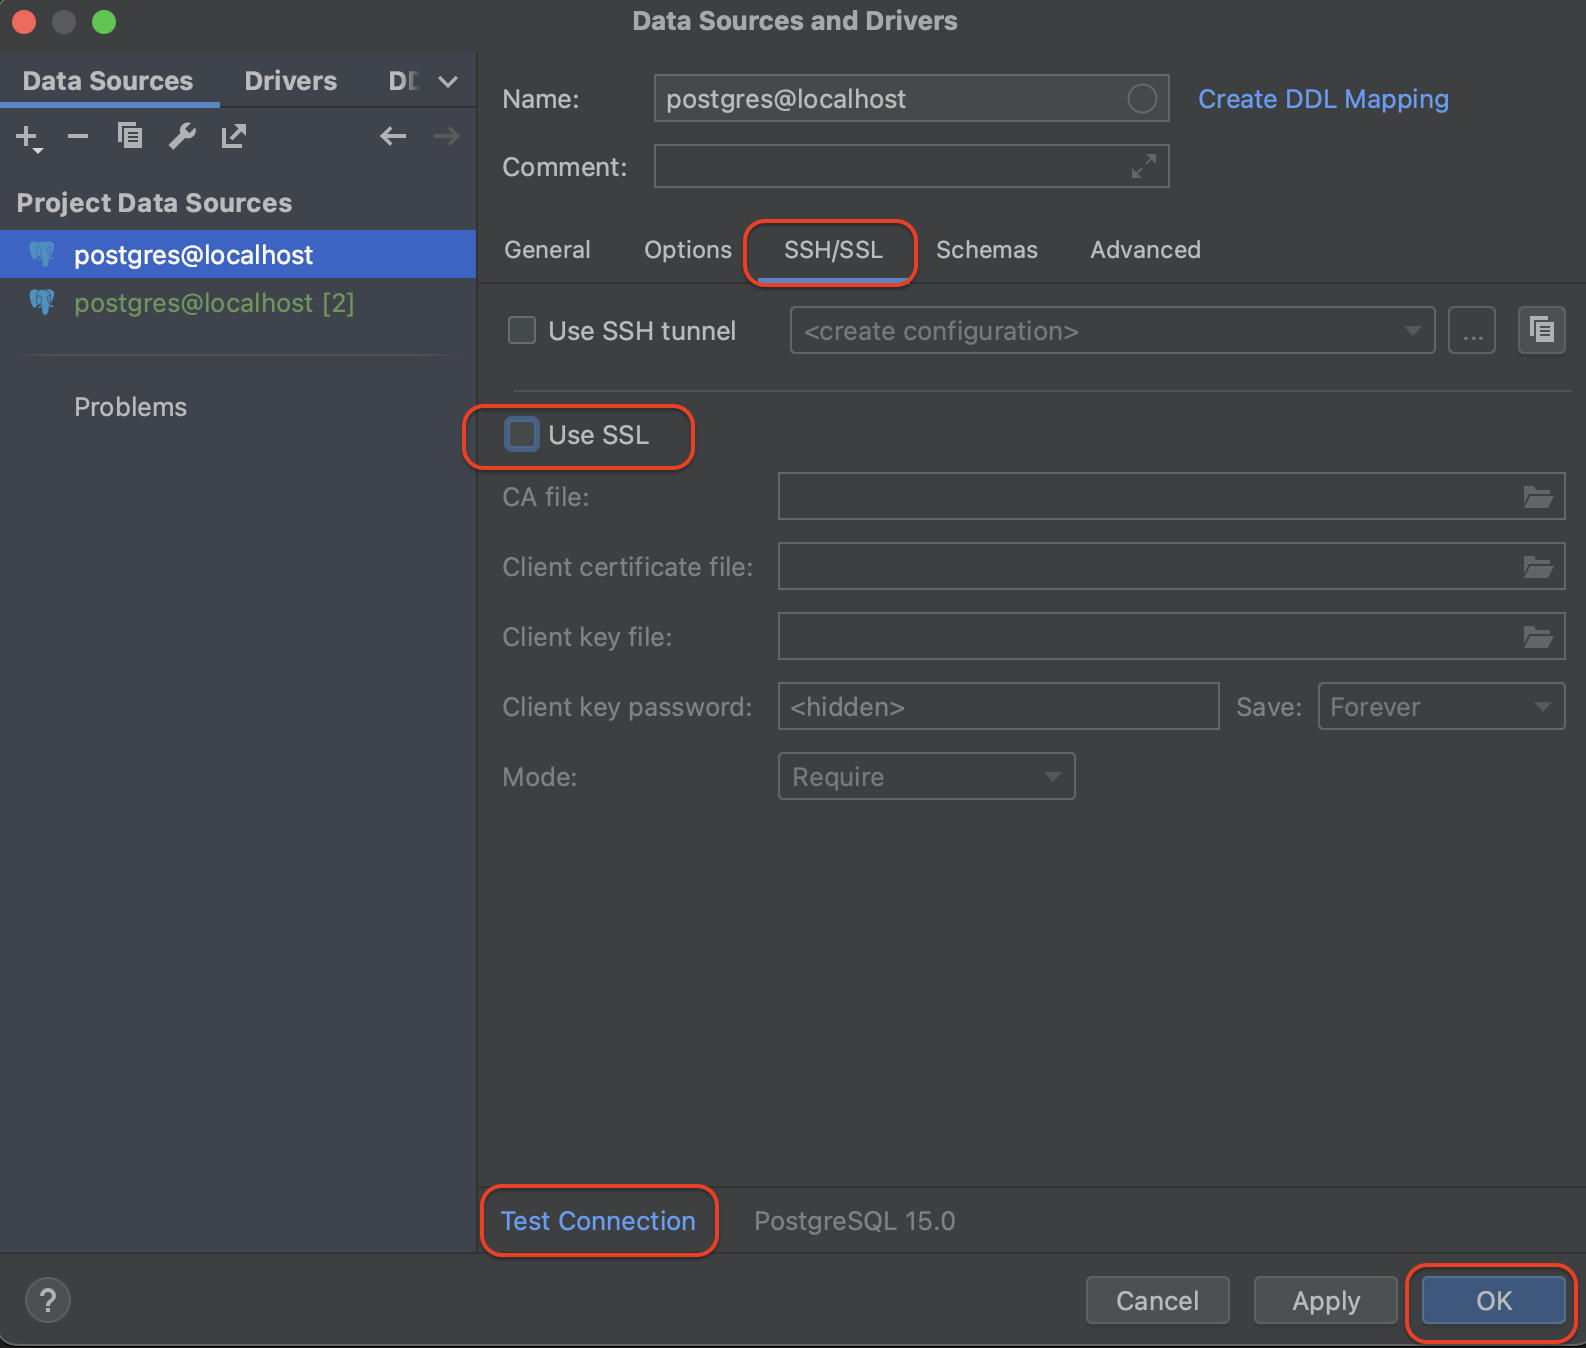 Data Sources and Drivers
Data Sources Drivers
Name: postgres@localhost Create DDL Mapping
Comment:
Project Data Sources
postgres@localhost
postgres@localhost [2]
Problems
General Options SSH/SSL Schemas Advanced
Use SSH tunnel <create configuration> ...
Use SSL
CA file:
Client certificate file:
Client key file:
Client key password: <hidden> Save: Forever
Mode: Require
Test Connection PostgreSQL 15.0
? Cancel Apply OK